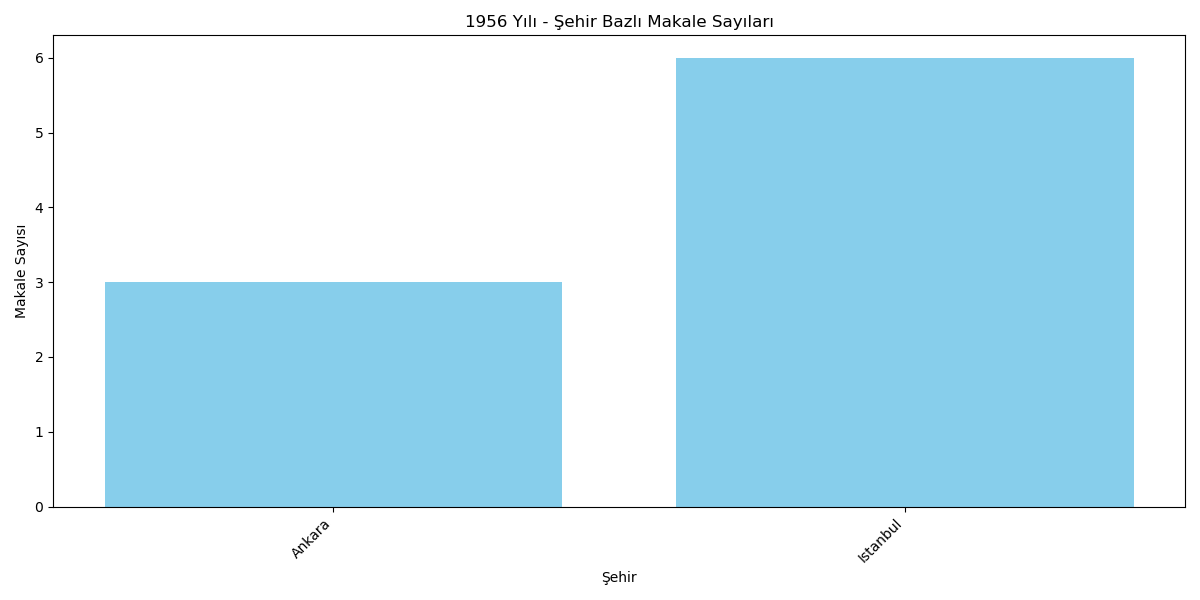 1956 Yılı - Şehir Bazlı Makale Sayıları
Makale Sayısı
6
5
4
3
2
1
0
Ankara
Istanbul
Şehir